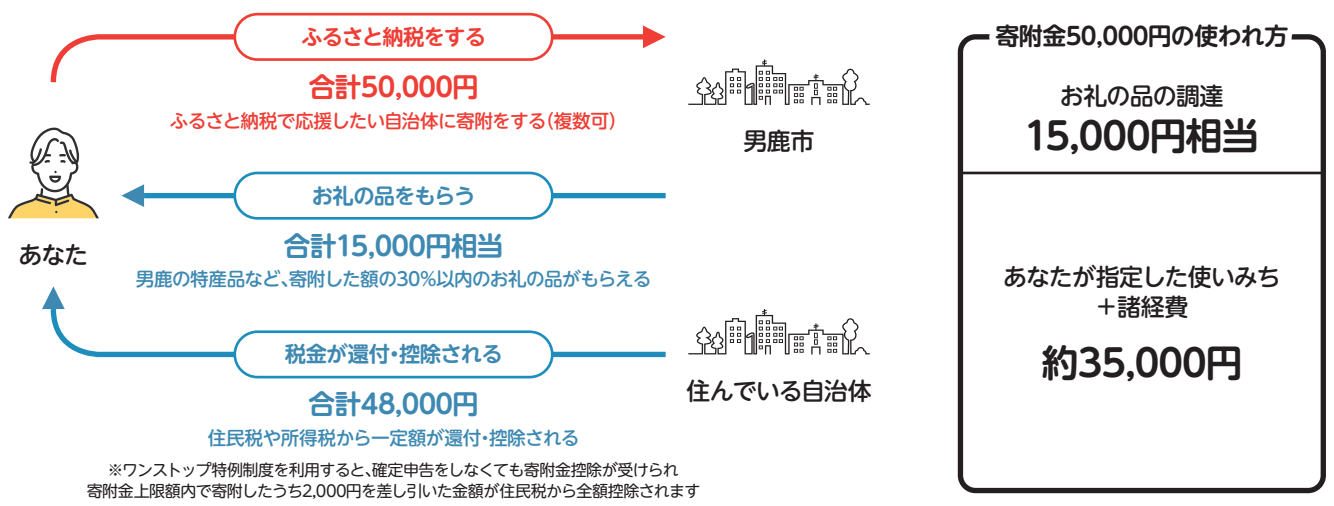 ふるさと納税をする
合計50,000円
ふるさと納税で応援したい自治体に寄附をする(複数可)
男鹿市
お礼の品をもらう
合計15,000円相当
男鹿の特産品など、寄附した額の30%以内のお礼の品がもらえる
あなた
税金が還付・控除される
合計48,000円
住民税や所得税から一定額が還付・控除される
住んでいる自治体
※ワンストップ特例制度を利用すると、確定申告をしなくても寄附金控除が受けられ
寄附金上限額内で寄附したうち2,000円を差し引いた金額が住民税から全額控除されます
寄附金50,000円の使われ方
お礼の品の調達
15,000円相当
あなたが指定した使いみち
+諸経費
約35,000円